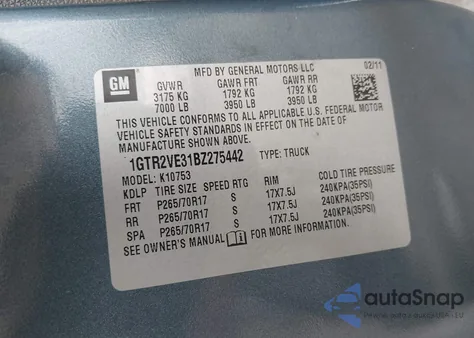 MFD BY GENERAL MOTORS LLC 02/11
GM
GVWR GAWR FRT GAWR RR
3175 KG 1792 KG 1792 KG
7000 LB 3950 LB 3950 LB
THIS VEHICLE CONFORMS TO ALL APPLICABLE U.S. FEDERAL MOTOR
VEHICLE SAFETY STANDARDS IN EFFECT ON THE DATE OF
MANUFACTURE SHOWN ABOVE.
1GTR2VE31BZ275442 TYPE: TRUCK
MODEL: K10753
KDLP TIRE SIZE SPEED RTG RIM COLD TIRE PRESSURE
FRT P265/70R17 S 17X7.5J 240KPA(35PSI)
RR P265/70R17 S 17X7.5J 240KPA(35PSI)
SPA P265/70R17 S 17X7.5J 240KPA(35PSI)
SEE OWNER'S MANUAL FOR MORE INFORMATION.
autoSnap